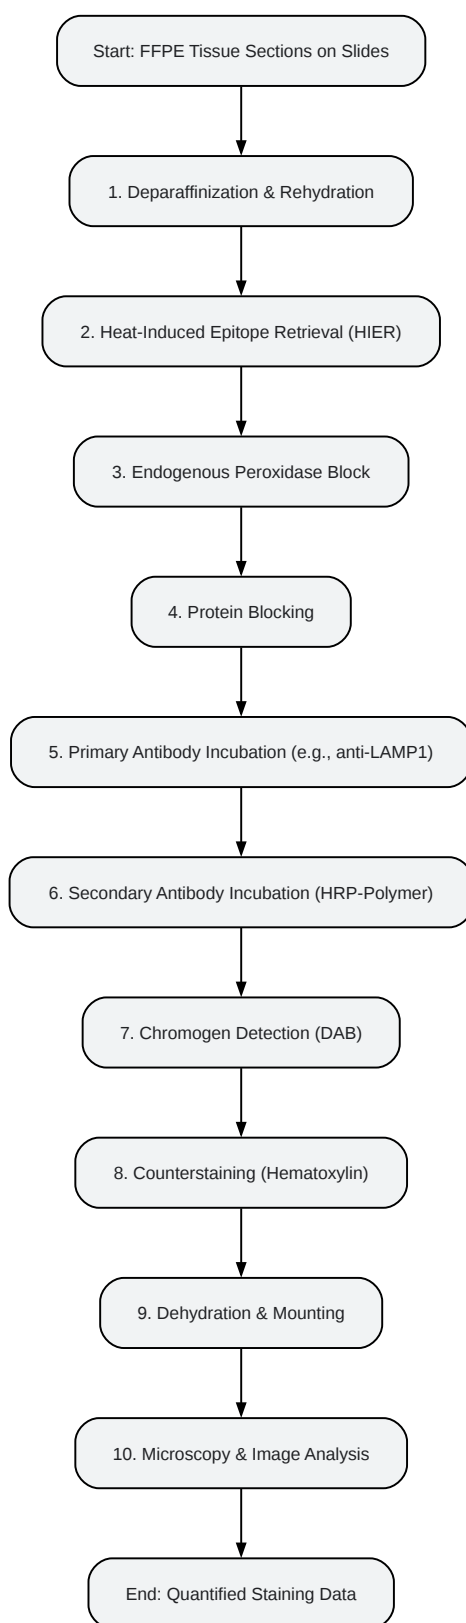 Start: FFPE Tissue Sections on Slides
1. Deparaffinization & Rehydration
2. Heat-Induced Epitope Retrieval (HIER)
3. Endogenous Peroxidase Block
4. Protein Blocking
5. Primary Antibody Incubation (e.g., anti-LAMP1)
6. Secondary Antibody Incubation (HRP-Polymer)
7. Chromogen Detection (DAB)
8. Counterstaining (Hematoxylin)
9. Dehydration & Mounting
10. Microscopy & Image Analysis
End: Quantified Staining Data